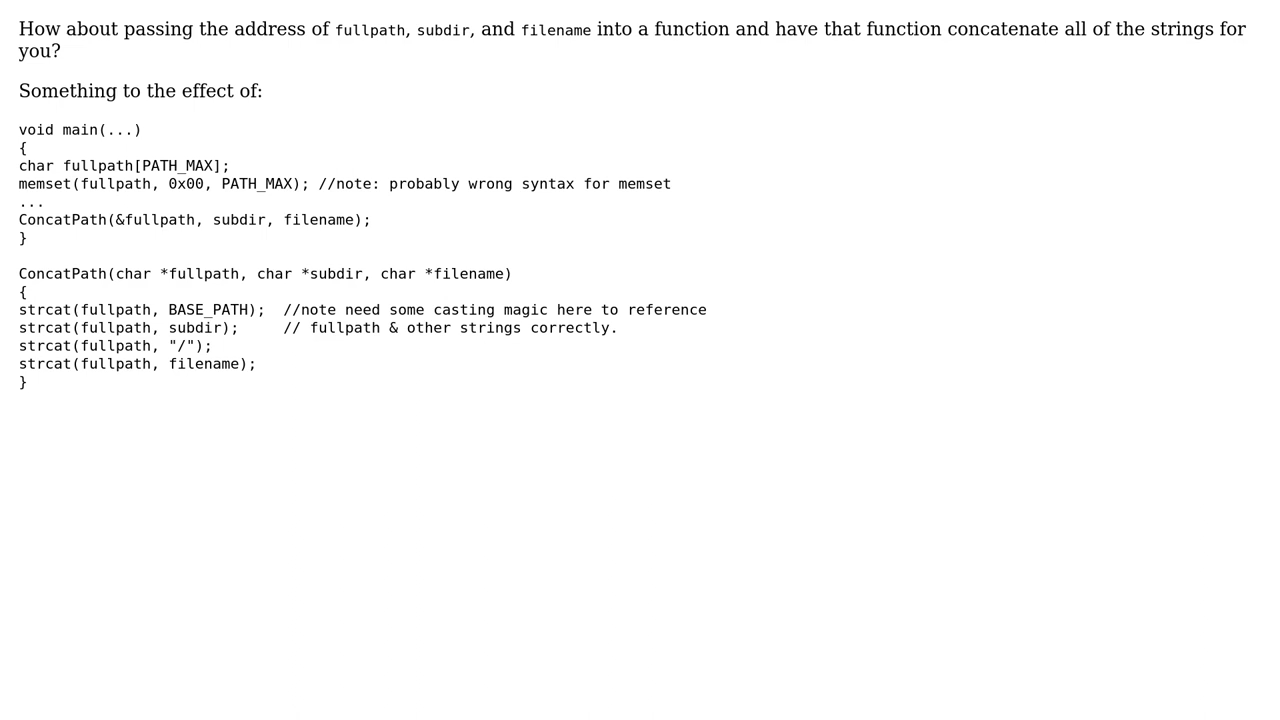 How about passing the address of fullpath, subdir, and filename into a function and have that function concatenate all of the strings for
you?
Something to the effect of:
void main(...)
{
char fullpath[PATH_MAX];
memset(fullpath, 0x00, PATH_MAX); //note: probably wrong syntax for memset
...
ConcatPath(&fullpath, subdir, filename);
}
ConcatPath(char *fullpath, char *subdir, char *filename)
{
strcat(fullpath, BASE_PATH);  //note need some casting magic here to reference
strcat(fullpath, subdir);     // fullpath & other strings correctly.
strcat(fullpath, "/");
strcat(fullpath, filename);
}